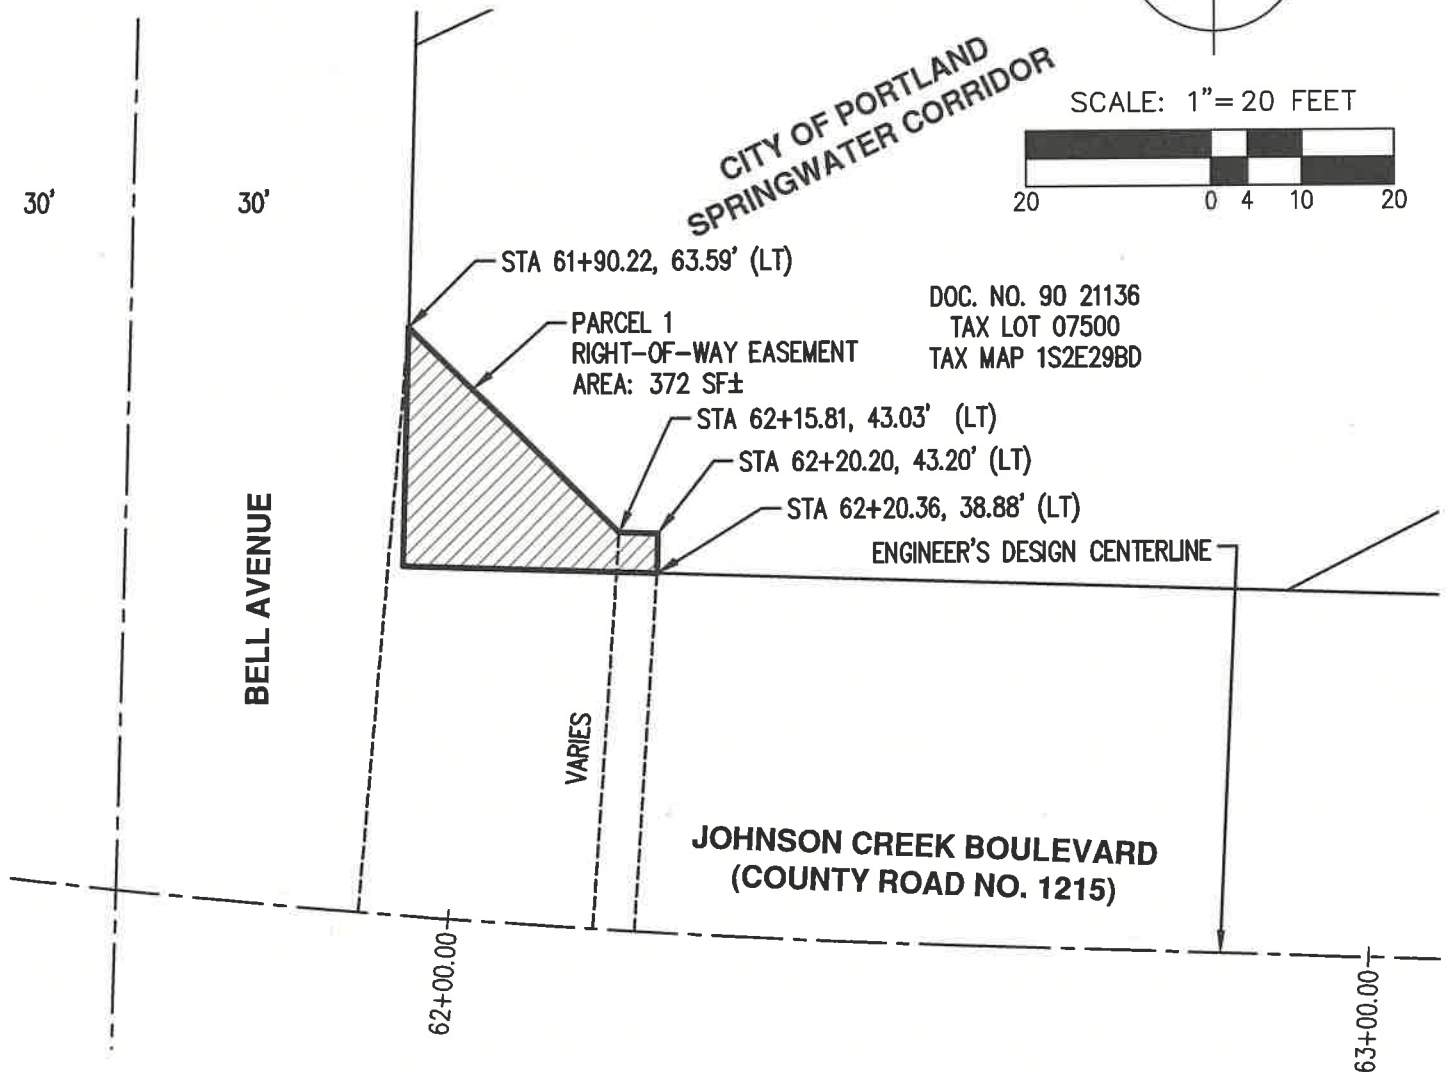 CITY OF PORTLAND
SPRINGWATER CORRIDOR
SCALE: 1"=20 FEET
20 0 4 10 20
30'
30'
STA 61+90.22, 63.59' (LT)
PARCEL 1
RIGHT-OF-WAY EASEMENT
AREA: 372 SF±
DOC. NO. 90 21136
TAX LOT 07500
TAX MAP 1S2E29BD
STA 62+15.81, 43.03' (LT)
STA 62+20.20, 43.20' (LT)
STA 62+20.36, 38.88' (LT)
ENGINEER'S DESIGN CENTERLINE
BELL AVENUE
VARIES
JOHNSON CREEK BOULEVARD
(COUNTY ROAD NO. 1215)
62+00.00
63+00.00